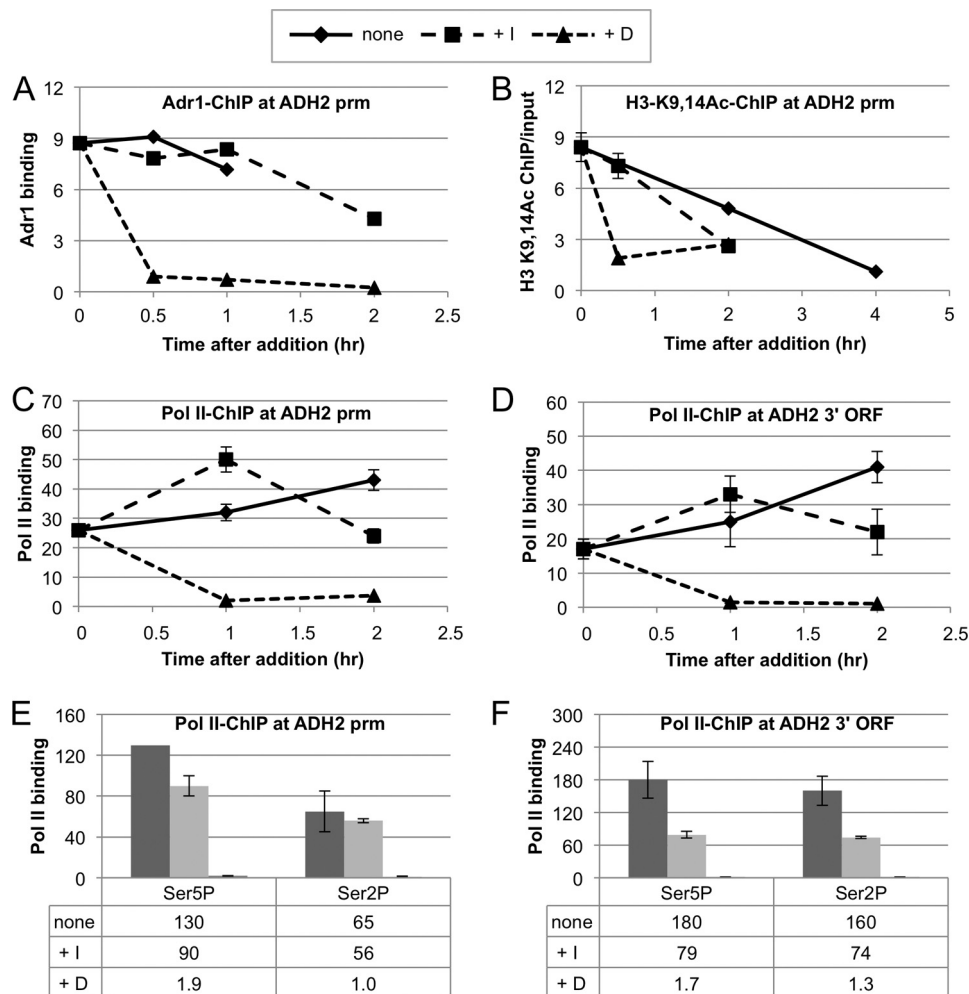 none + I + D
A
Adr1-ChIP at ADH2 prm
Adr1 binding
12
9
6
3
0
0 0.5 1 1.5 2 2.5
Time after addition (hr)
B
H3-K9,14Ac-ChIP at ADH2 prm
H3 K9,14Ac ChIP/input
12
9
6
3
0
0 1 2 3 4 5
Time after addition (hr)
C
Pol II-ChIP at ADH2 prm
Pol II binding
70
60
50
40
30
20
10
0
0 0.5 1 1.5 2 2.5
Time after addition (hr)
D
Pol II-ChIP at ADH2 3' ORF
Pol II binding
60
50
40
30
20
10
0
0 0.5 1 1.5 2 2.5
Time after addition (hr)
E
Pol II-ChIP at ADH2 prm
Pol II binding
160
120
80
40
0
Ser5P Ser2P
none 130 65
+ I 90 56
+ D 1.9 1.0
F
Pol II-ChIP at ADH2 3' ORF
Pol II binding
300
240
180
120
60
0
Ser5P Ser2P
none 180 160
+ I 79 74
+ D 1.7 1.3